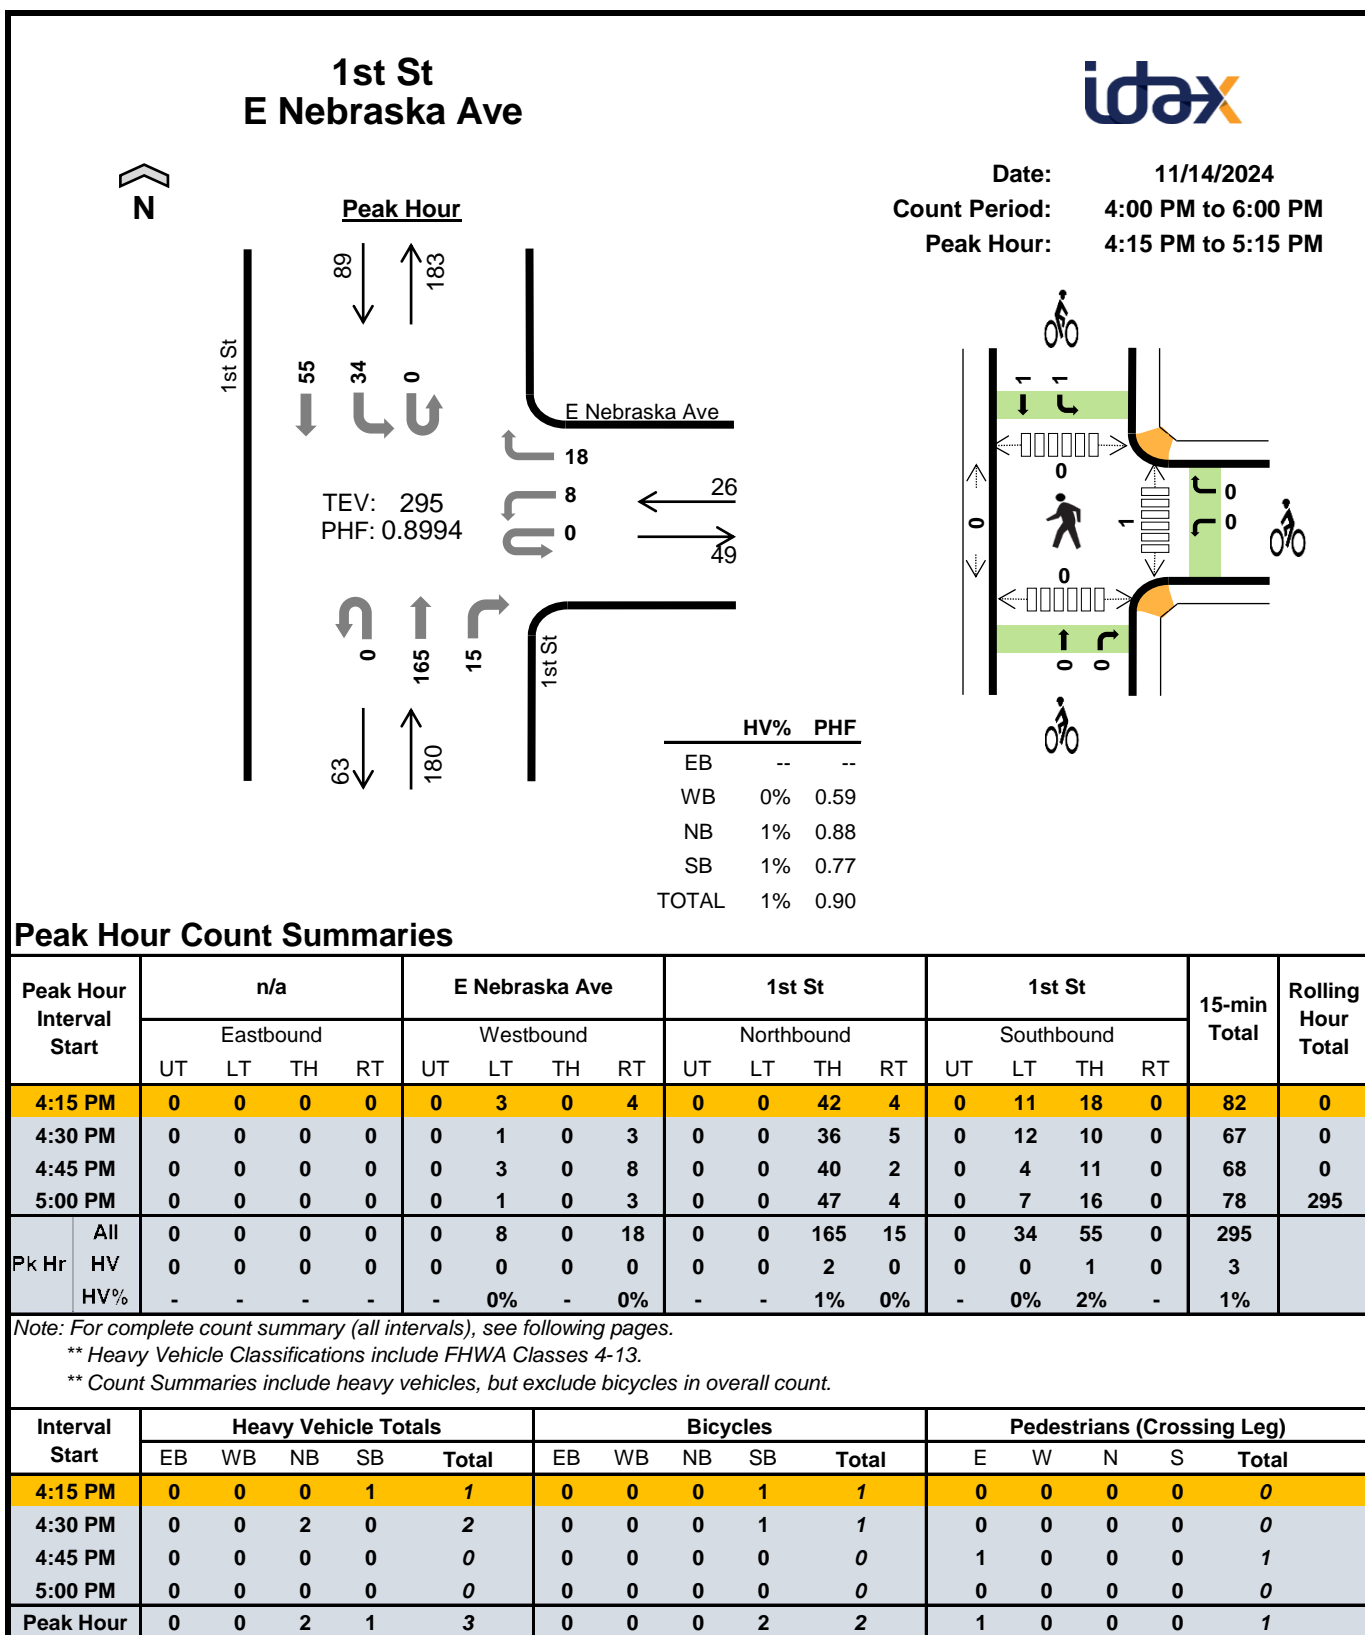 1st St
E Nebraska Ave
idax
N
Peak Hour
Date: 11/14/2024
Count Period: 4:00 PM to 6:00 PM
Peak Hour: 4:15 PM to 5:15 PM
89 183
1st St
55 34 0
E Nebraska Ave
18
8
0
26
49
TEV: 295
PHF: 0.8994
0 165 15
1st St
63 180
1 1
0
0
1
0
0
0
0 0
HV% PHF
EB -- --
WB 0% 0.59
NB 1% 0.88
SB 1% 0.77
TOTAL 1% 0.90
Peak Hour Count Summaries
Peak Hour Interval Start n/a E Nebraska Ave 1st St 1st St 15-min Total Rolling Hour Total
Eastbound Westbound Northbound Southbound
UT LT TH RT UT LT TH RT UT LT TH RT UT LT TH RT
4:15 PM 0 0 0 0 0 3 0 4 0 0 42 4 0 11 18 0 82 0
4:30 PM 0 0 0 0 0 1 0 3 0 0 36 5 0 12 10 0 67 0
4:45 PM 0 0 0 0 0 3 0 8 0 0 40 2 0 4 11 0 68 0
5:00 PM 0 0 0 0 0 1 0 3 0 0 47 4 0 7 16 0 78 295
Pk Hr All 0 0 0 0 0 8 0 18 0 0 165 15 0 34 55 0 295
HV 0 0 0 0 0 0 0 0 0 0 2 0 0 0 1 0 3
HV% - - - - - 0% - 0% - - 1% 0% - 0% 2% - 1%
Note: For complete count summary (all intervals), see following pages.
** Heavy Vehicle Classifications include FHWA Classes 4-13.
** Count Summaries include heavy vehicles, but exclude bicycles in overall count.
Interval Start Heavy Vehicle Totals Bicycles Pedestrians (Crossing Leg)
EB WB NB SB Total EB WB NB SB Total E W N S Total
4:15 PM 0 0 0 1 1 0 0 0 1 1 0 0 0 0 0
4:30 PM 0 0 2 0 2 0 0 0 1 1 0 0 0 0 0
4:45 PM 0 0 0 0 0 0 0 0 0 0 1 0 0 0 1
5:00 PM 0 0 0 0 0 0 0 0 0 0 0 0 0 0 0
Peak Hour 0 0 2 1 3 0 0 0 2 2 1 0 0 0 1